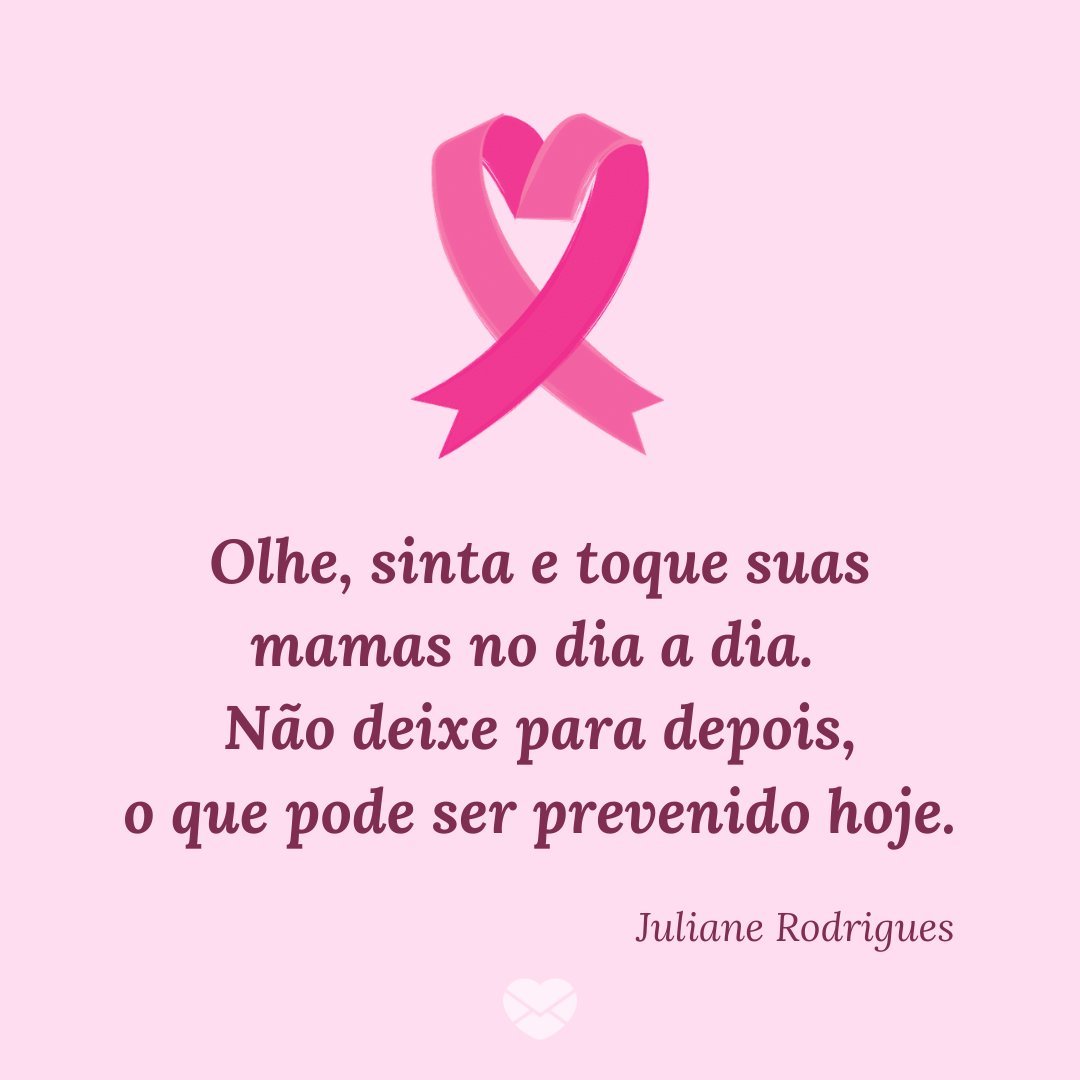 Olhe, sinta e toque suas
mamas no dia a dia.
Não deixe para depois,
o que pode ser prevenido hoje.
Juliane Rodrigues